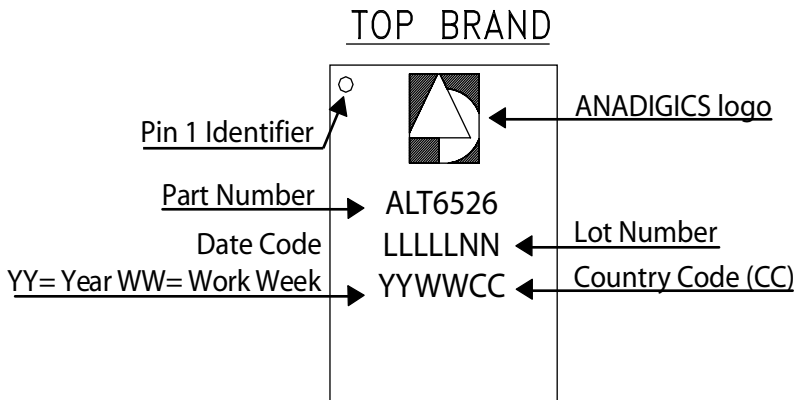 TOP BRAND
ANADIGICS logo
Pin 1 Identifier
Part Number
ALT6526
Date Code
LLLLLNN
Lot Number
YY= Year WW= Work Week
YYWWCC
Country Code (CC)